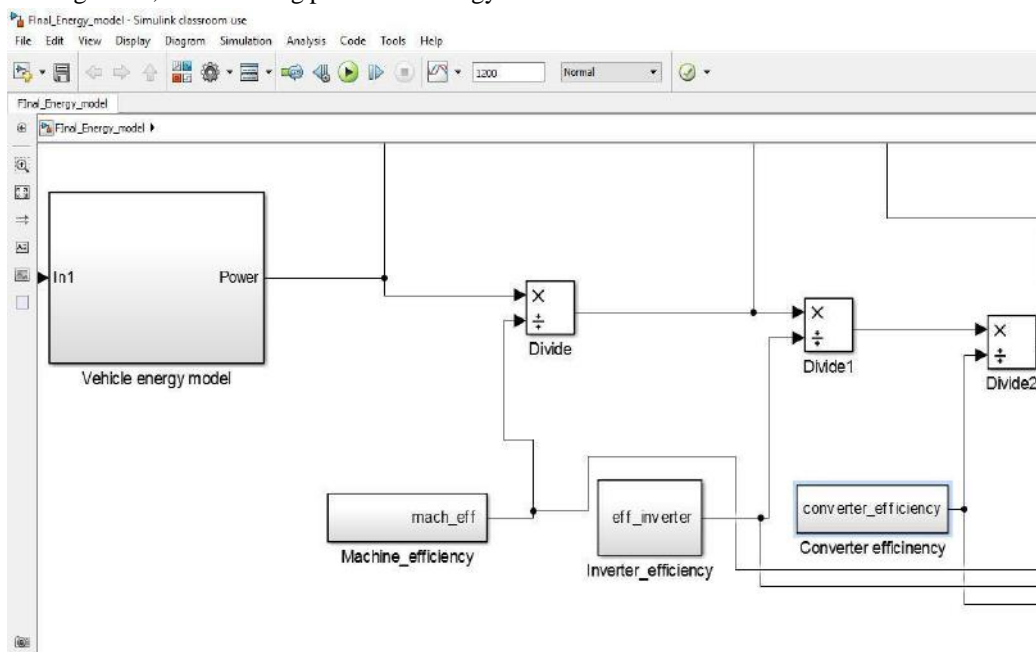 FInal_Energy_model - Simulink classroom use
File Edit View Display Diagram Simulation Analysis Code Tools Help
1200 Normal
FInal_Energy_model
FInal_Energy_model
In1 Power
Vehicle energy model
× ÷
Divide
× ÷
Divide1
× ÷
Divide2
mach_eff
Machine_efficiency
eff_inverter
Inverter_efficiency
converter_efficiency
Converter efficinency